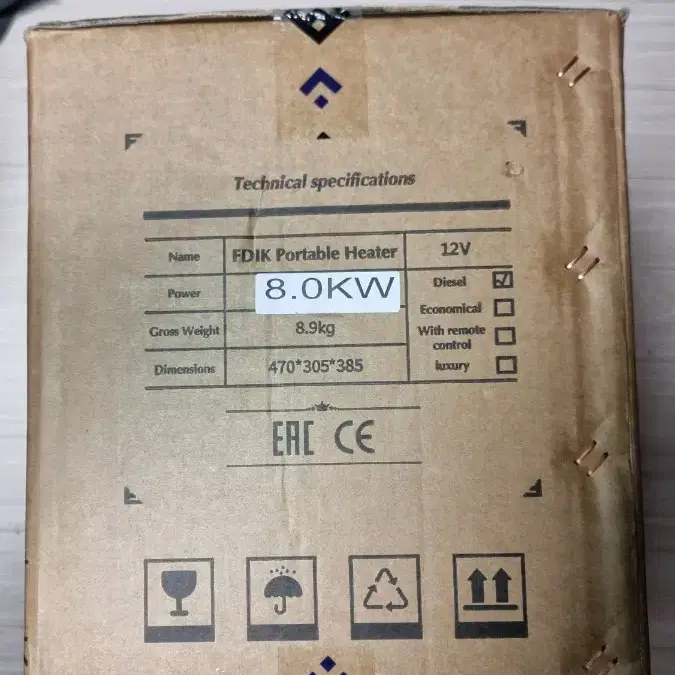 Technical specifications
Name FDIK Portable Heater 12V
Power 8.0KW Diesel
Gross Weight 8.9kg Economical
With remote control
Dimensions 470*305*385 luxury
EAC CE